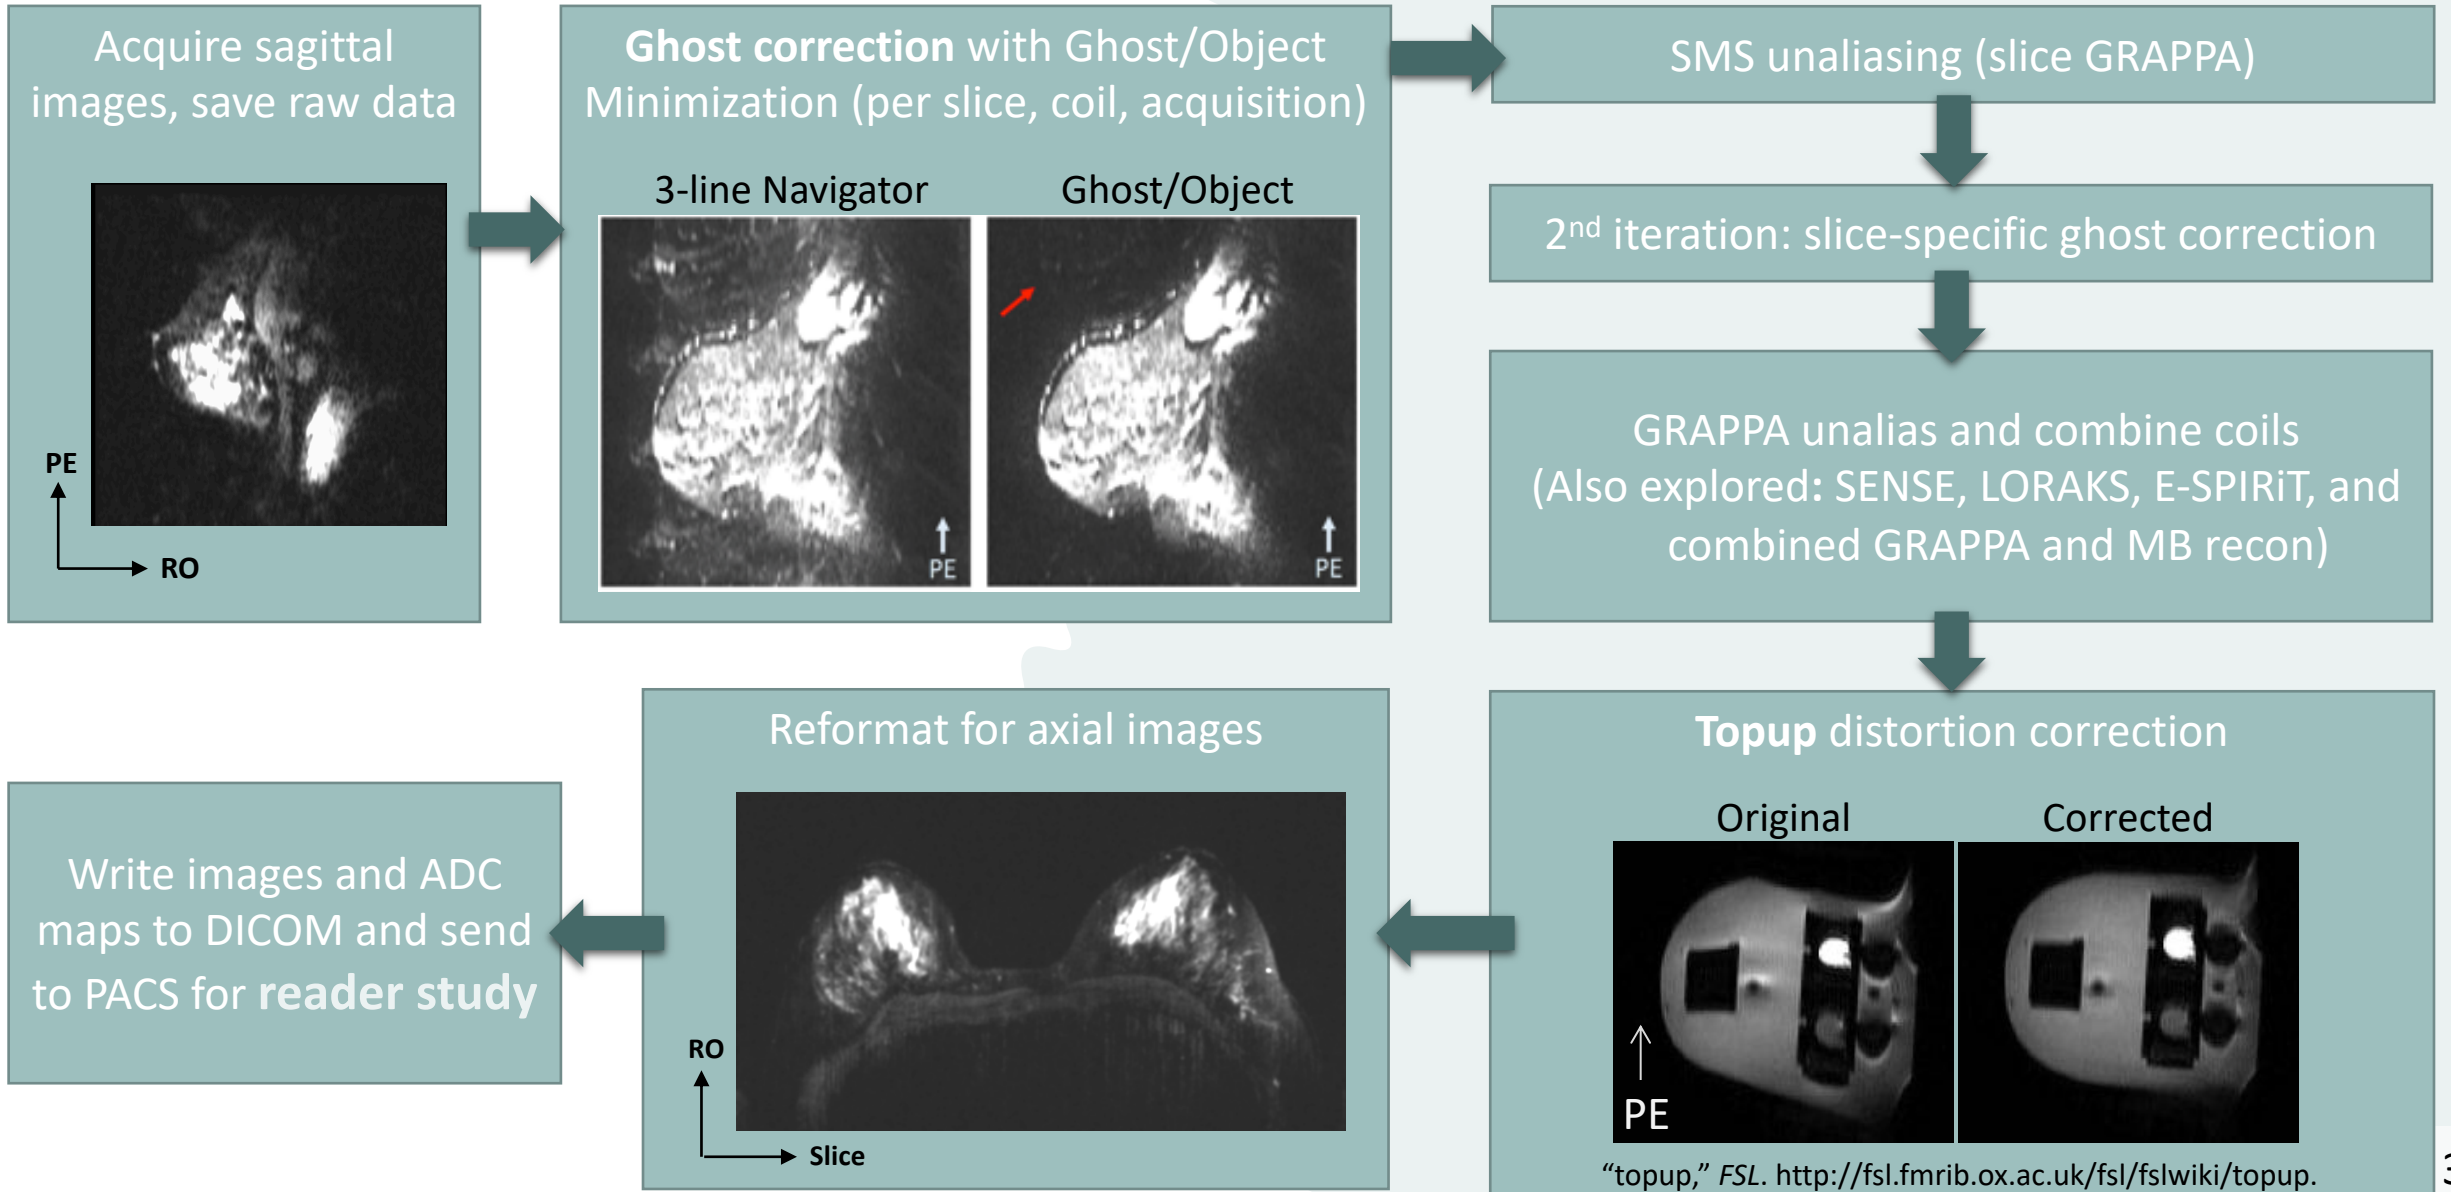 Acquire sagittal
images, save raw data
PE
RO
Ghost correction with Ghost/Object
Minimization (per slice, coil, acquisition)
3-line Navigator
Ghost/Object
PE
PE
SMS unaliasing (slice GRAPPA)
2nd iteration: slice-specific ghost correction
GRAPPA unalias and combine coils
(Also explored: SENSE, LORAKS, E-SPIRiT, and
combined GRAPPA and MB recon)
Topup distortion correction
Original
Corrected
PE
"topup," FSL. http://fsl.fmrib.ox.ac.uk/fsl/fslwiki/topup.
Reformat for axial images
RO
Slice
Write images and ADC
maps to DICOM and send
to PACS for reader study